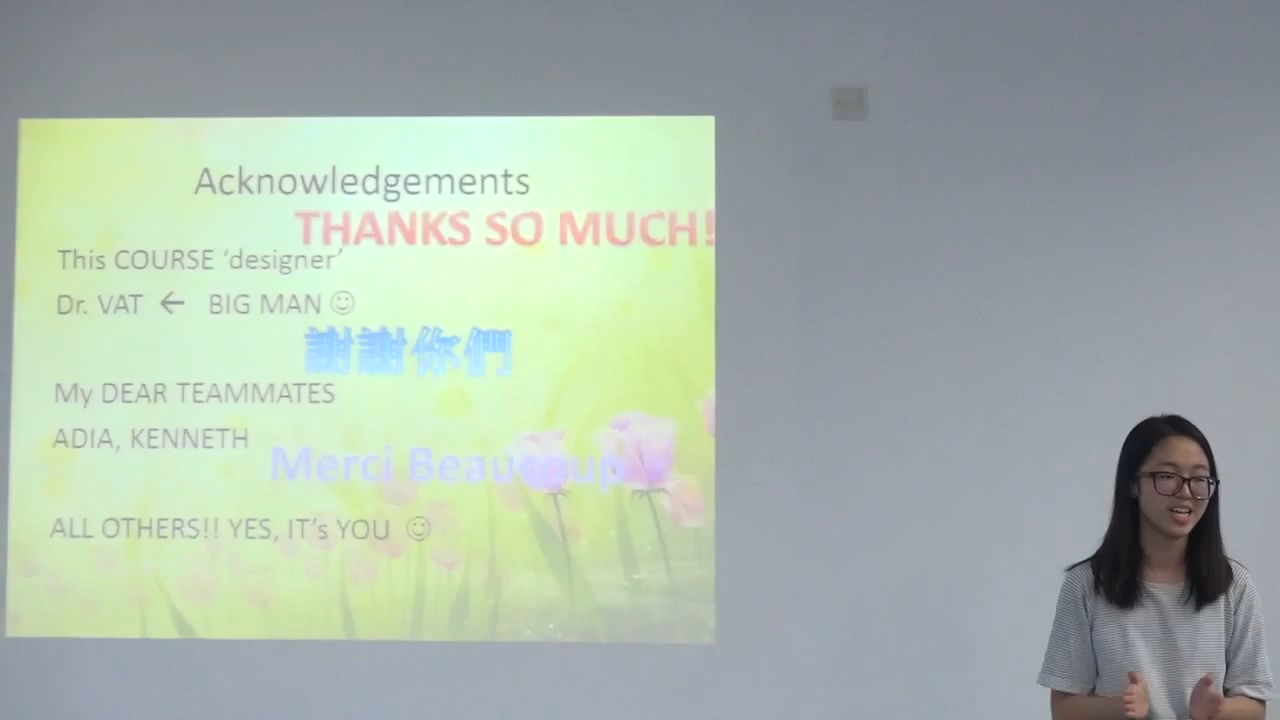 Acknowledgements
THANKS SO MUCH!
This COURSE ‘designer’
Dr. VAT ← BIG MAN ☺
謝謝你們
My DEAR TEAMMATES
ADIA, KENNETH
Merci Beaucoup
ALL OTHERS!! YES, IT’s YOU ☺